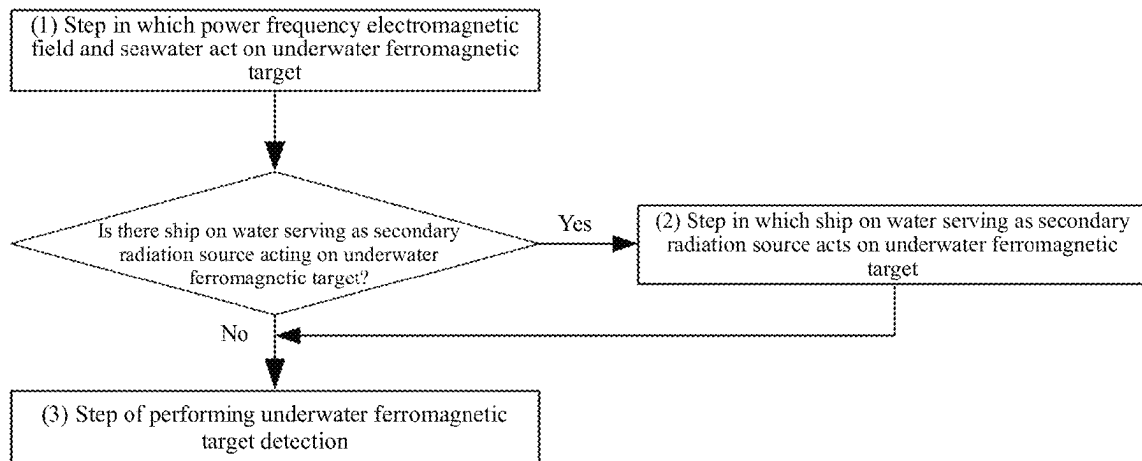 (1) Step in which power frequency electromagnetic
field and seawater act on underwater ferromagnetic
target
Is there ship on water serving as secondary
radiation source acting on underwater
ferromagnetic target?
Yes
(2) Step in which ship on water serving as secondary
radiation source acts on underwater ferromagnetic
target
No
(3) Step of performing underwater ferromagnetic
target detection